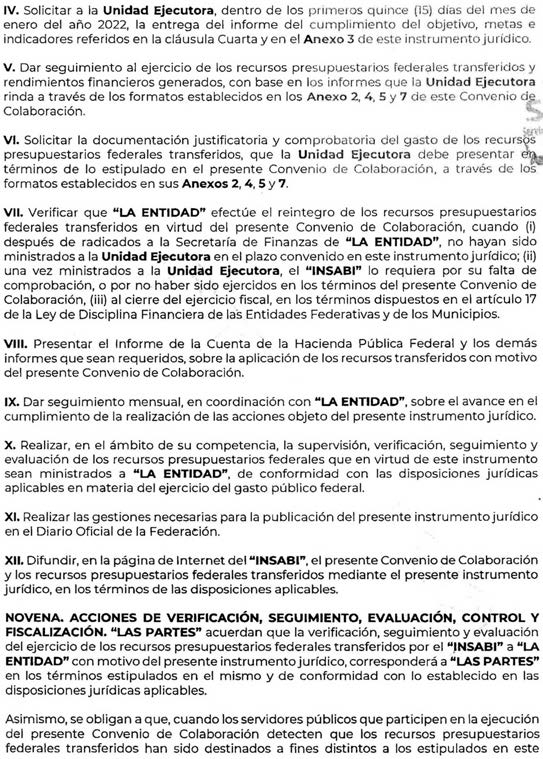 IV. Solicitar a la Unidad Ejecutora, dentro de los primeros quince (15) días del mes de
enero del año 2022, la entrega del informe del cumplimiento del objetivo, metas e
indicadores referidos en la cláusula Cuarta y en el Anexo 3 de este instrumento jurídico.
V. Dar seguimiento al ejercicio de los recursos presupuestarios federales transferidos y
rendimientos financieros generados, con base en los informes que la Unidad Ejecutora
rinda a través de los formatos establecidos en los Anexo 2, 4, 5 y 7 de este Convenio de
Colaboración.
VI. Solicitar la documentación justificatoria y comprobatoria del gasto de los recursos
presupuestarios federales transferidos, que la Unidad Ejecutora debe presentar en
términos de lo estipulado en el presente Convenio de Colaboración, a través de los
formatos establecidos en sus Anexos 2, 4, 5 y 7.
VII. Verificar que "LA ENTIDAD" efectúe el reintegro de los recursos presupuestarios
federales transferidos en virtud del presente Convenio de Colaboración, cuando (i)
después de radicados a la Secretaría de Finanzas de "LA ENTIDAD", no hayan sido
ministrados a la Unidad Ejecutora en el plazo convenido en este instrumento jurídico; (ii)
una vez ministrados a la Unidad Ejecutora, el "INSABI" lo requiera por su falta de
comprobación, o por no haber sido ejercidos en los términos del presente Convenio de
Colaboración, (iii) al cierre del ejercicio fiscal, en los términos dispuestos en el artículo 17
de la Ley de Disciplina Financiera de las Entidades Federativas y de los Municipios.
VIII. Presentar el Informe de la Cuenta de la Hacienda Pública Federal y los demás
informes que sean requeridos, sobre la aplicación de los recursos transferidos con motivo
del presente Convenio de Colaboración.
IX. Dar seguimiento mensual, en coordinación con "LA ENTIDAD", sobre el avance en el
cumplimiento de la realización de las acciones objeto del presente instrumento jurídico.
X. Realizar, en el ámbito de su competencia, la supervisión, verificación, seguimiento y
evaluación de los recursos presupuestarios federales que en virtud de este instrumento
sean ministrados a "LA ENTIDAD", de conformidad con las disposiciones jurídicas
aplicables en materia del ejercicio del gasto público federal.
XI. Realizar las gestiones necesarias para la publicación del presente instrumento jurídico
en el Diario Oficial de la Federación.
XII. Difundir, en la página de Internet del "INSABI", el presente Convenio de Colaboración
y los recursos presupuestarios federales transferidos mediante el presente instrumento
jurídico, en los términos de las disposiciones aplicables.
NOVENA. ACCIONES DE VERIFICACIÓN, SEGUIMIENTO, EVALUACIÓN, CONTROL Y
FISCALIZACIÓN. "LAS PARTES" acuerdan que la verificación, seguimiento y evaluación
del ejercicio de los recursos presupuestarios federales transferidos por el "INSABI" a "LA
ENTIDAD" con motivo del presente instrumento jurídico, corresponderá a "LAS PARTES"
en los términos estipulados en el mismo y de conformidad con lo establecido en las
disposiciones jurídicas aplicables.
Asimismo, se obligan a que, cuando los servidores públicos que participen en la ejecución
del presente Convenio de Colaboración detecten que los recursos presupuestarios
federales transferidos han sido destinados a fines distintos a los estipulados en este